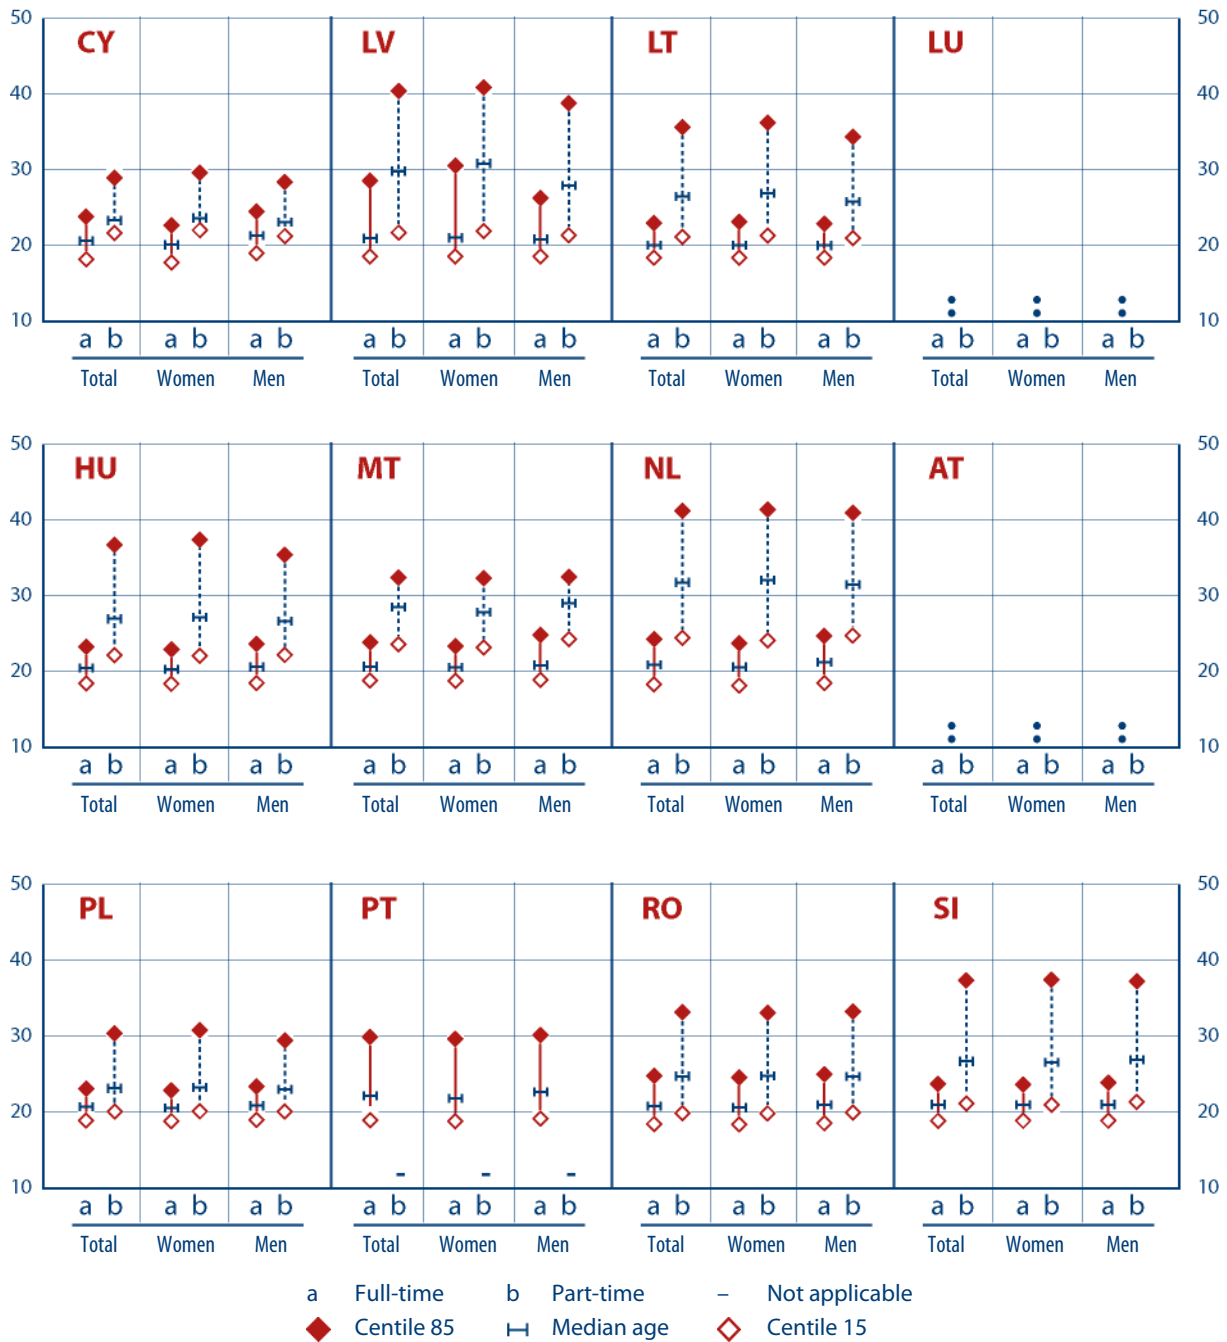 50 CY LV LT LU 50
40 40
30 30
20 20
10 10
a b a b a b a b a b a b a b a b a b a b a b a b
Total Women Men Total Women Men Total Women Men Total Women Men
50 HU MT NL AT 50
40 40
30 30
20 20
10 : : : 10
a b a b a b a b a b a b a b a b a b a b a b a b
Total Women Men Total Women Men Total Women Men Total Women Men
50 PL PT RO SI 50
40 40
30 30
20 20
10 – – – 10
a b a b a b a b a b a b a b a b a b a b a b a b
Total Women Men Total Women Men Total Women Men Total Women Men
a Full-time b Part-time – Not applicable
Centile 85 Median age Centile 15